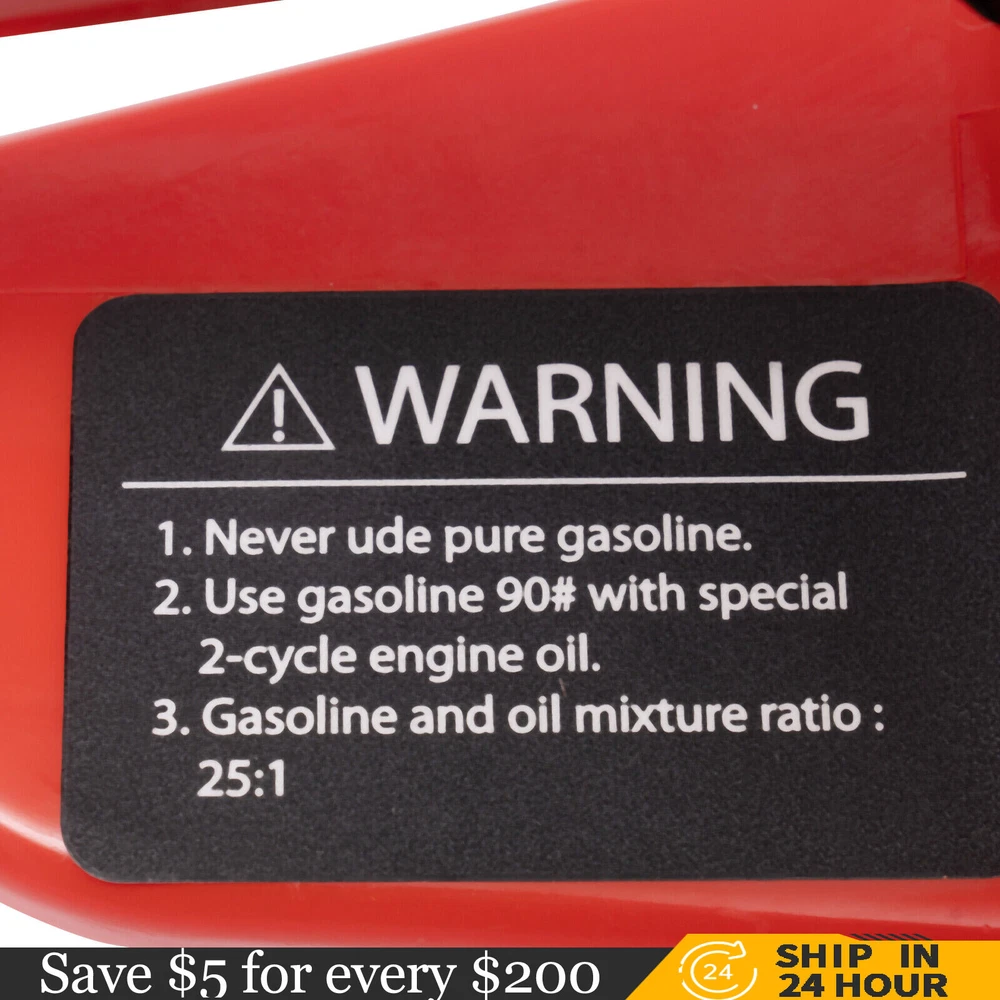 WARNING
1. Never ude pure gasoline.
2. Use gasoline 90# with special
2-cycle engine oil.
3. Gasoline and oil mixture ratio :
25:1
Save $5 for every $200
24
SHIP IN
24 HOUR